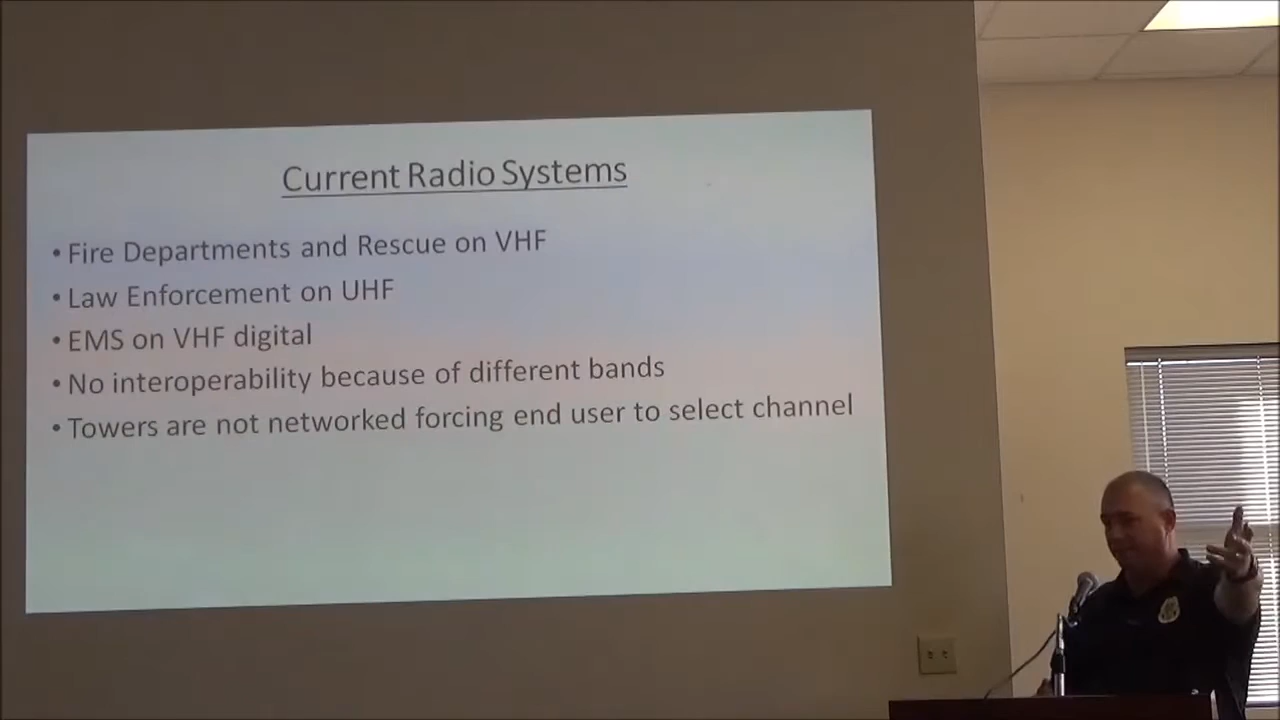 Current Radio Systems
• Fire Departments and Rescue on VHF
• Law Enforcement on UHF
• EMS on VHF digital
• No interoperability because of different bands
• Towers are not networked forcing end user to select channel